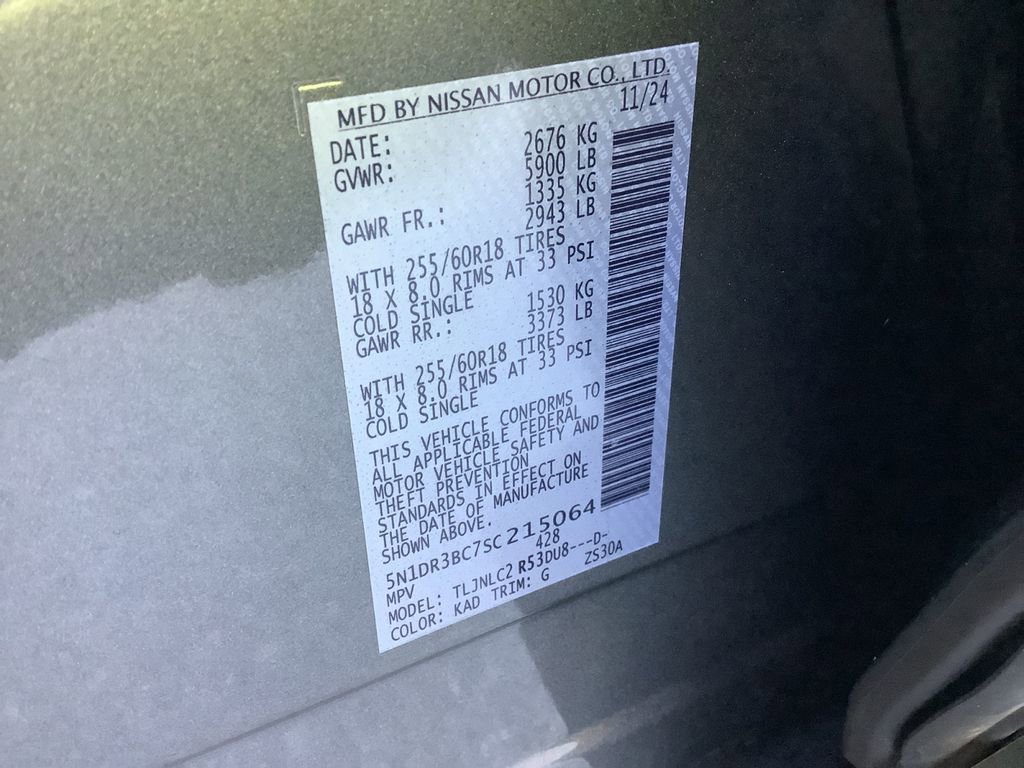 MFD BY NISSAN MOTOR CO., LTD.
DATE: 11/24
GVWR: 2676 KG
5900 LB
GAWR FR.: 1335 KG
2943 LB
WITH 255/60R18 TIRES
18 X 8.0 RIMS AT 33 PSI
COLD SINGLE
GAWR RR.: 1530 KG
3373 LB
WITH 255/60R18 TIRES
18 X 8.0 RIMS AT 33 PSI
COLD SINGLE
THIS VEHICLE CONFORMS TO
ALL APPLICABLE FEDERAL
MOTOR VEHICLE SAFETY AND
THEFT PREVENTION
STANDARDS IN EFFECT ON
THE DATE OF MANUFACTURE
SHOWN ABOVE.
5N1DR3BC7SC215064
MPV 428
MODEL: TLJNLC2 R53DU8---D-
COLOR: KAD TRIM: G ZS30A